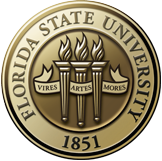 FLORIDA STATE UNIVERSITY
VIRES ARTES MORES
1851